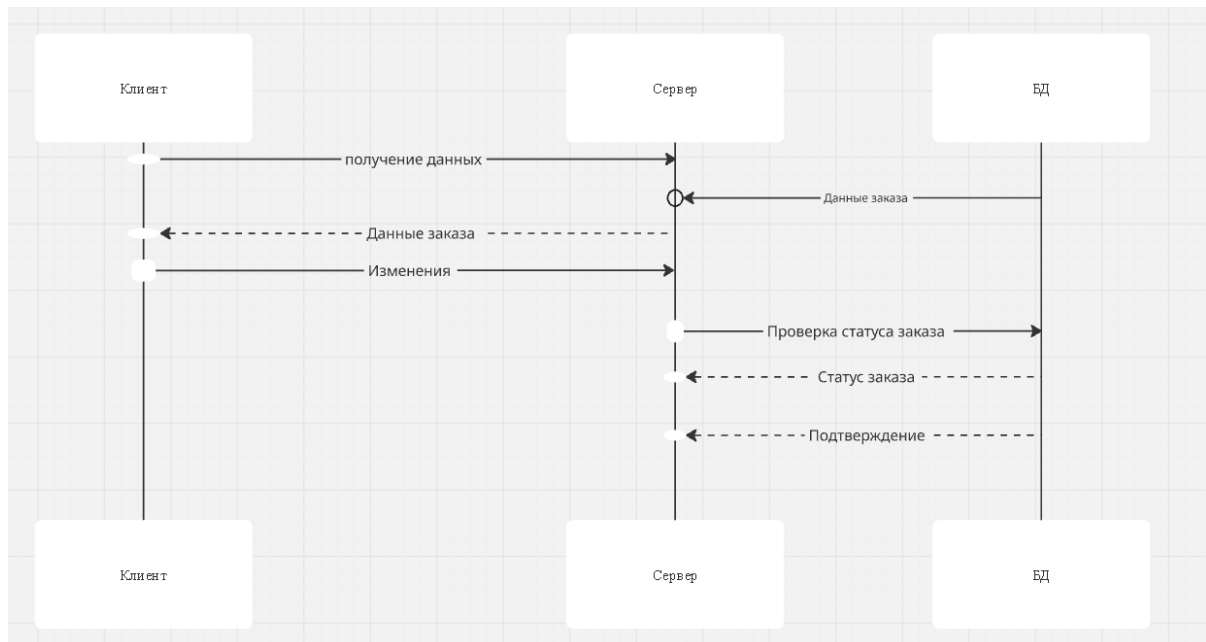 Клиент
Сервер
БД
получение данных
Данные заказа
Данные заказа
Изменения
Проверка статуса заказа
Статус заказа
Подтверждение
Клиент
Сервер
БД